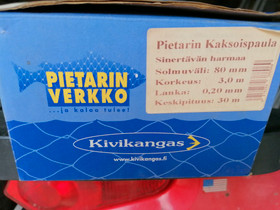 Pietarin Kaksoispaula
Sinertävän harmaa
Solmuväli: 80 mm
Korkeus: 3,0 m
Lanka: 0,20 mm
Keskipituus: 30 m
PIETARIN
VERKKO
...ja kalaa tulee!
Kivikangas
www.kivikangas.fi